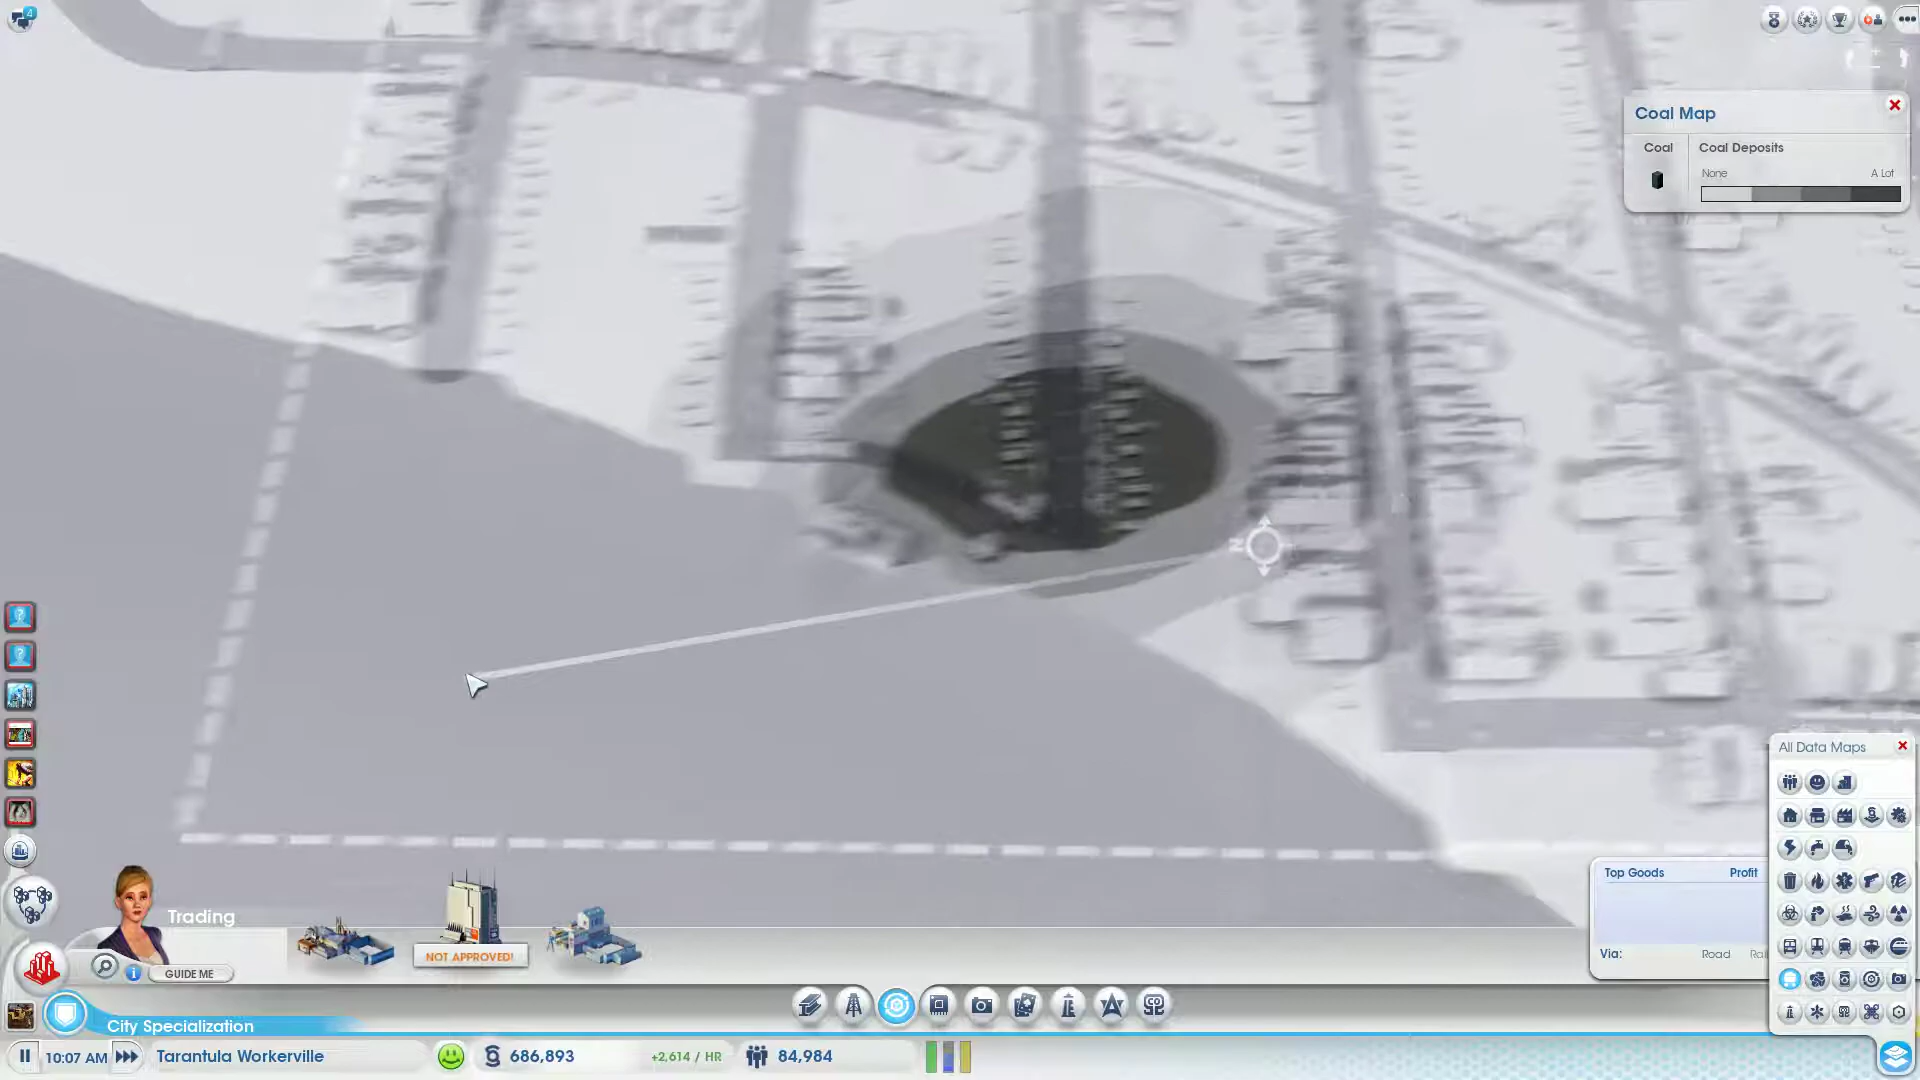 4
Coal Map
Coal
Coal Deposits
None
A Lot
N
All Data Maps
Top Goods
Profit
Via:
Road
Trading
GUIDE ME
NOT APPROVED!
City Specialization
10:07 AM
Tarantula Workerville
686,893
+2,614 / HR
84,984